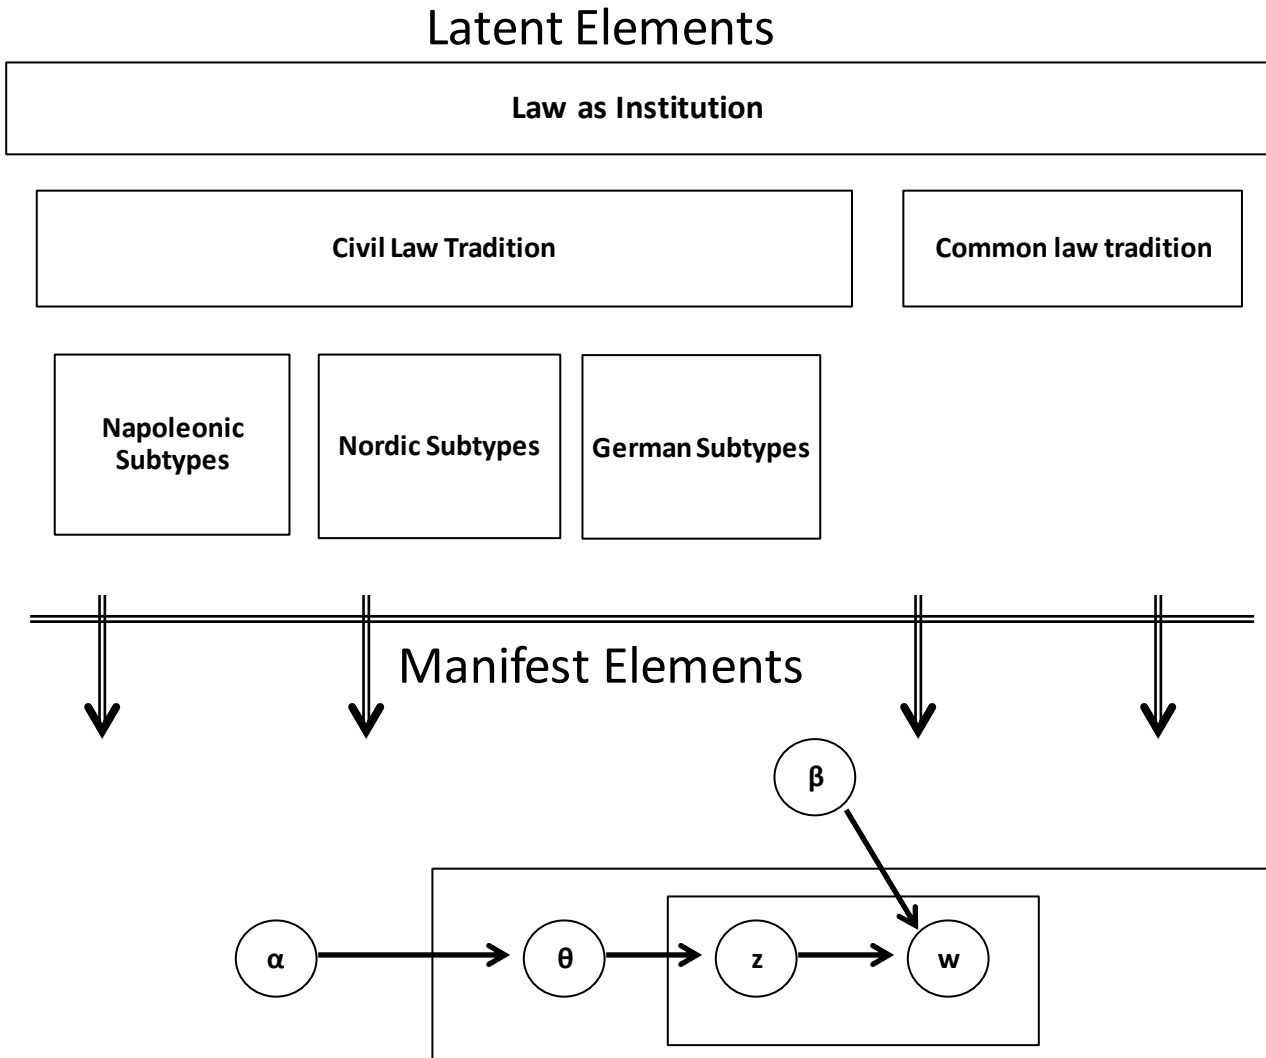 Latent Elements
Law as Institution
Civil Law Tradition
Common law tradition
Napoleonic
Subtypes
Nordic Subtypes
German Subtypes
Manifest Elements
β
α
θ
z
w